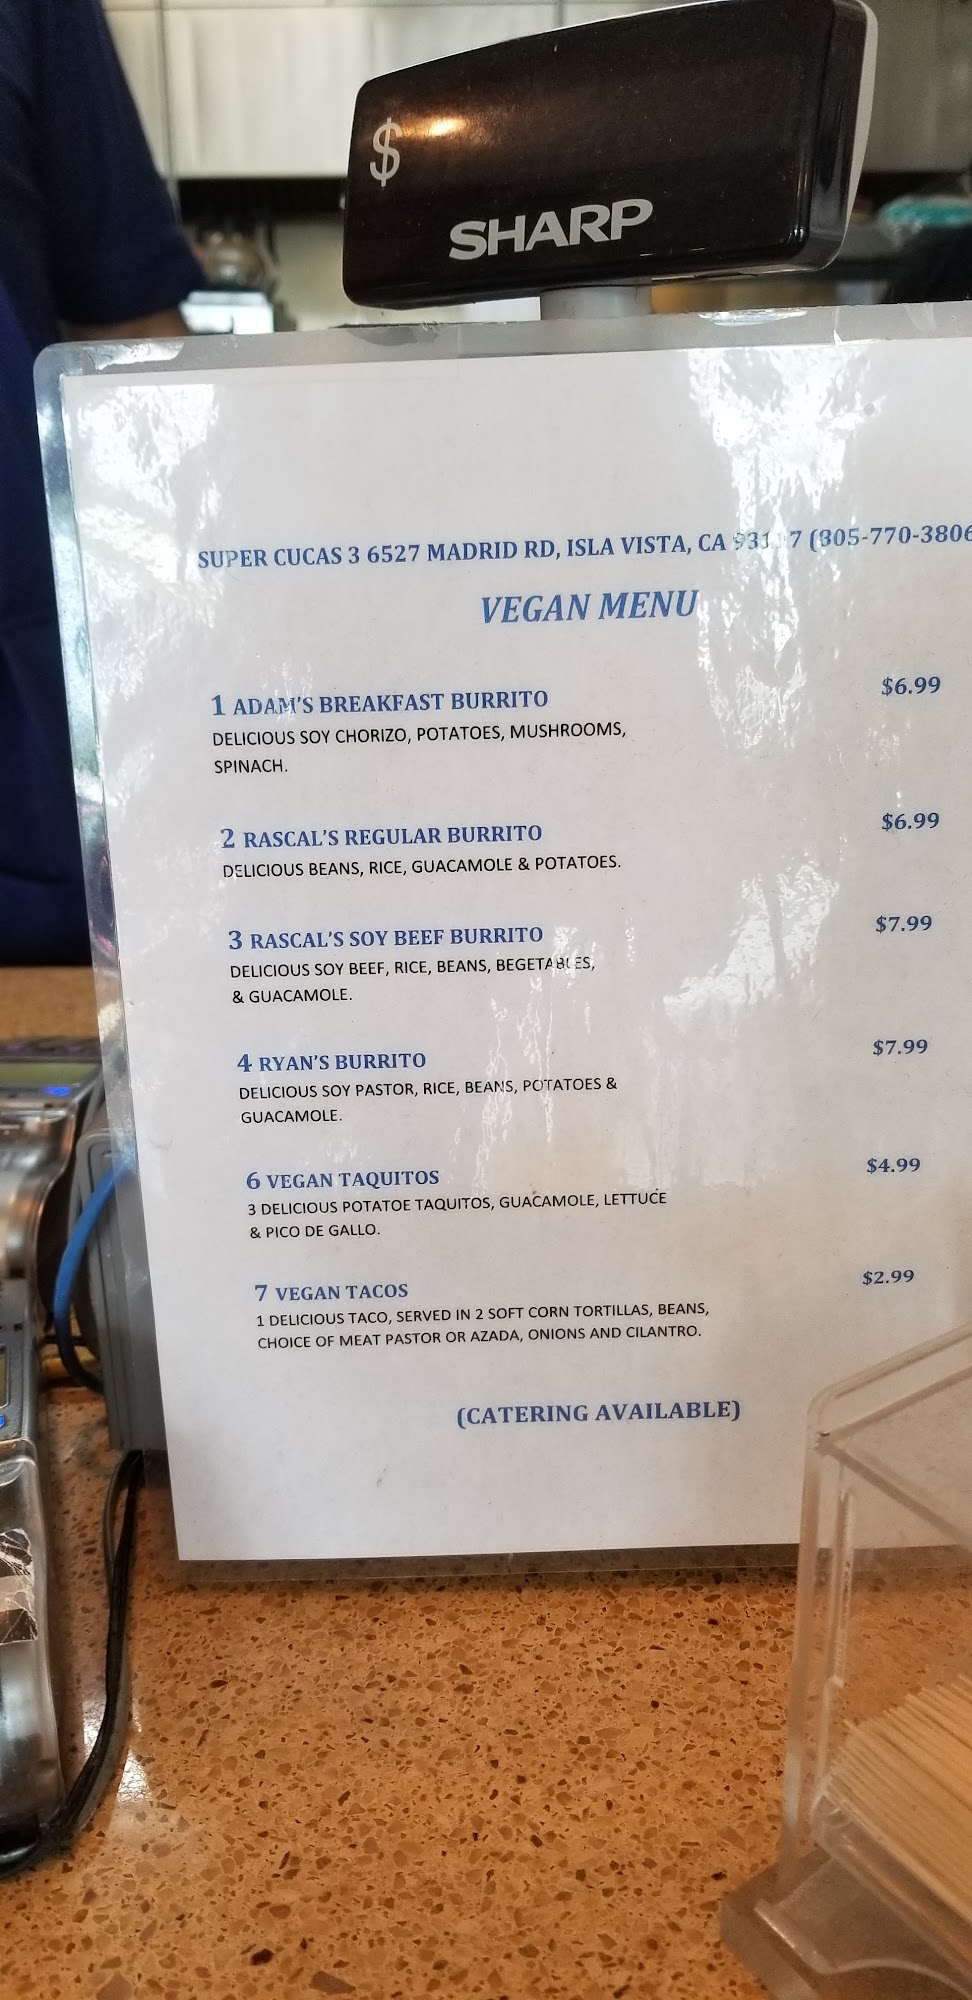 $
SHARP
SUPER CUCAS 3 6527 MADRID RD, ISLA VISTA, CA (805-770-3806
VEGAN MENU
1 ADAM'S BREAKFAST BURRITO $6.99
DELICIOUS SOY CHORIZO, POTATOES, MUSHROOMS,
SPINACH.
2 RASCAL'S REGULAR BURRITO $6.99
DELICIOUS BEANS, RICE, GUACAMOLE & POTATOES.
3 RASCAL'S SOY BEEF BURRITO $7.99
DELICIOUS SOY BEEF, RICE, BEANS, BEGETABLES,
& GUACAMOLE.
4 RYAN'S BURRITO $7.99
DELICIOUS SOY PASTOR, RICE, BEANS, POTATOES &
GUACAMOLE.
6 VEGAN TAQUITOS $4.99
3 DELICIOUS POTATOE TAQUITOS, GUACAMOLE, LETTUCE
& PICO DE GALLO.
7 VEGAN TACOS $2.99
1 DELICIOUS TACO, SERVED IN 2 SOFT CORN TORTILLAS, BEANS,
CHOICE OF MEAT PASTOR OR AZADA, ONIONS AND CILANTRO.
(CATERING AVAILABLE)